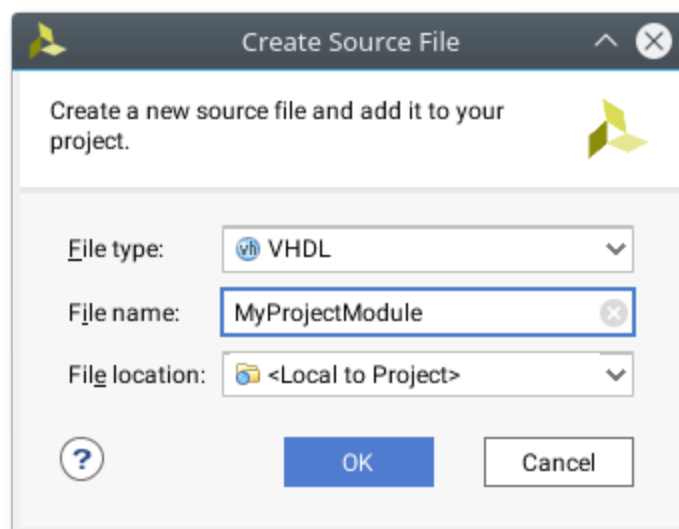 Create Source File
Create a new source file and add it to your
project.
File type: VHDL
File name: MyProjectModule
File location: <Local to Project>
? OK Cancel